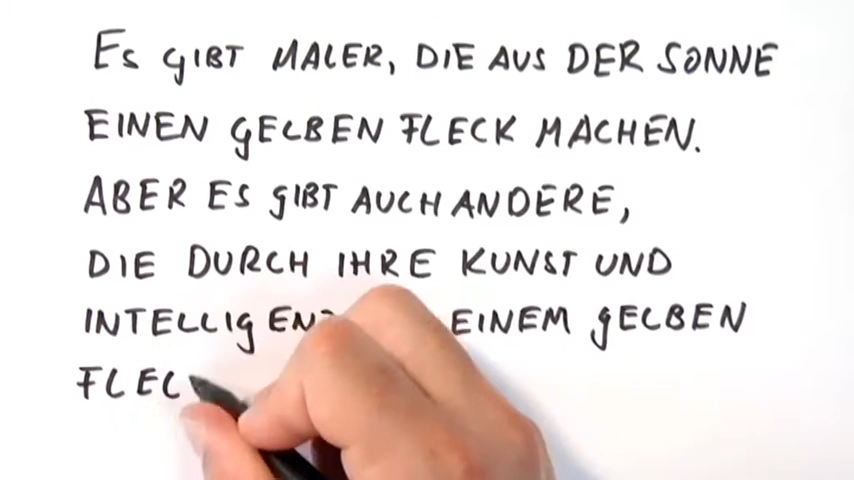 Es gibt MALER, DIE AUS DER SONNE
EINEN gELBEN FLECK MACHEN.
ABER ES gIBT AUCH ANDERE,
DIE DURCH IHRE KUNST UND
INTELLIgEN EINEM gELBEN
FLEC